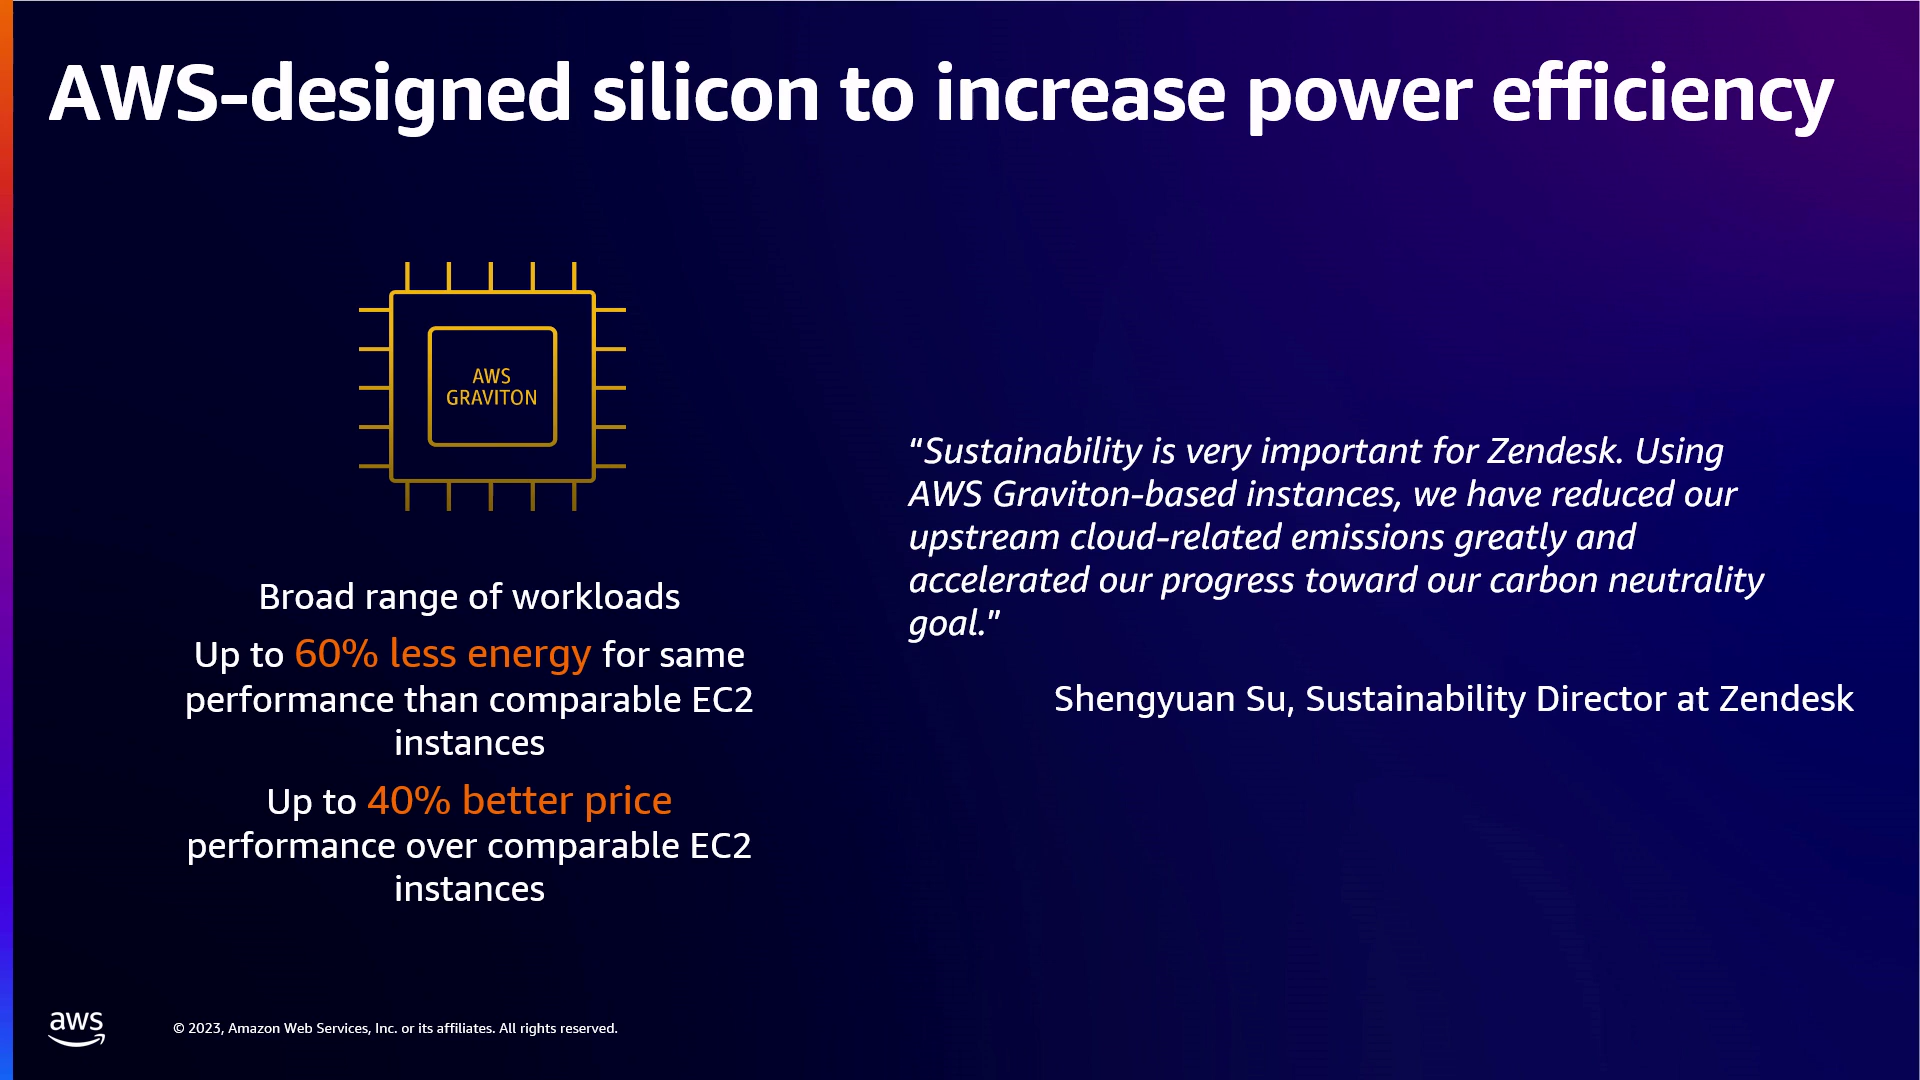 AWS-designed silicon to increase power efficiency
AWS
GRAVITON
Broad range of workloads
Up to 60% less energy for same
performance than comparable EC2
instances
Up to 40% better price
performance over comparable EC2
instances
“Sustainability is very important for Zendesk. Using
AWS Graviton-based instances, we have reduced our
upstream cloud-related emissions greatly and
accelerated our progress toward our carbon neutrality
goal.”
Shengyuan Su, Sustainability Director at Zendesk
aws
© 2023, Amazon Web Services, Inc. or its affiliates. All rights reserved.